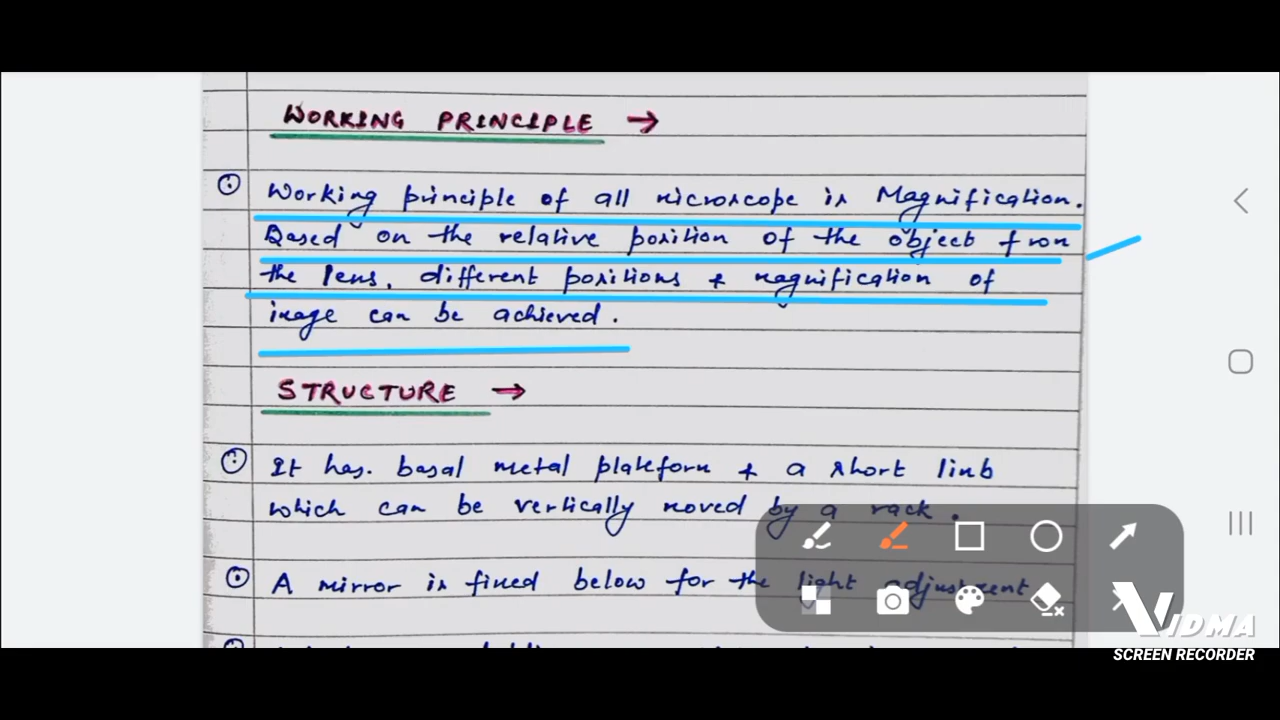 WORKING PRINCIPLE →
Working principle of all microscope is Magnification.
Based on the relative position of the object from
the lens, different positions + magnification of
image can be achieved.
STRUCTURE →
It has. basal metal plateform + a short limb
which can be vertically moved by a rack.
A mirror is fixed below for the light adjustment
VIDMA
SCREEN RECORDER